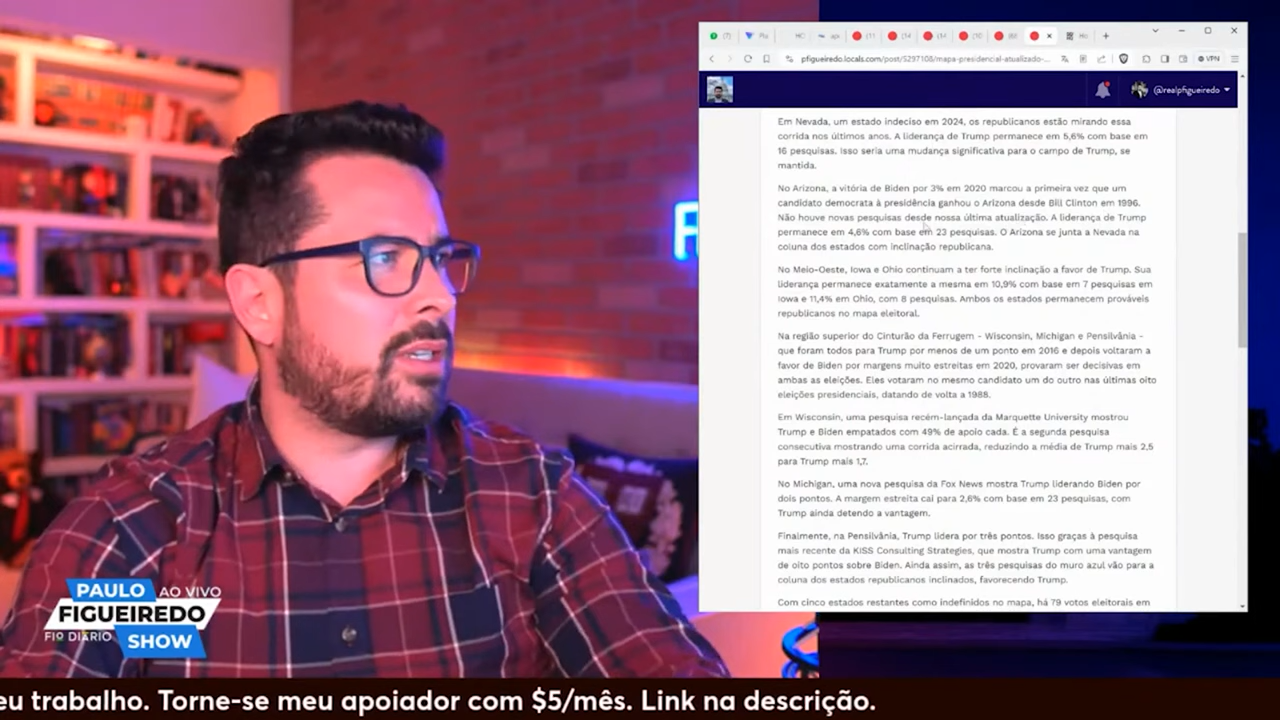 pfigueiredo.locals.com/post/5297108/mapa-presidencial-atualizado-...
VPN
@realpfigueiredo
Em Nevada, um estado indeciso em 2024, os republicanos estão mirando essa
corrida nos últimos anos. A liderança de Trump permanece em 5,6% com base em
16 pesquisas. Isso seria uma mudança significativa para o campo de Trump, se
mantida.
No Arizona, a vitória de Biden por 3% em 2020 marcou a primeira vez que um
candidato democrata à presidência ganhou o Arizona desde Bill Clinton em 1996.
Não houve novas pesquisas desde nossa última atualização. A liderança de Trump
permanece em 4,6% com base em 23 pesquisas. O Arizona se junta a Nevada na
coluna dos estados com inclinação republicana.
No Meio-Oeste, Iowa e Ohio continuam a ter forte inclinação a favor de Trump. Sua
liderança permanece exatamente a mesma em 10,9% com base em 7 pesquisas em
Iowa e 11,4% em Ohio, com 8 pesquisas. Ambos os estados permanecem prováveis
republicanos no mapa eleitoral.
Na região superior do Cinturão da Ferrugem - Wisconsin, Michigan e Pensilvânia -
que foram todos para Trump por menos de um ponto em 2016 e depois voltaram a
favor de Biden por margens muito estreitas em 2020, provaram ser decisivas em
ambas as eleições. Eles votaram no mesmo candidato um do outro nas últimas oito
eleições presidenciais, datando de volta a 1988.
Em Wisconsin, uma pesquisa recém-lançada da Marquette University mostrou
Trump e Biden empatados com 49% de apoio cada. É a segunda pesquisa
consecutiva mostrando uma corrida acirrada, reduzindo a média de Trump mais 2,5
para Trump mais 1,7.
No Michigan, uma nova pesquisa da Fox News mostra Trump liderando Biden por
dois pontos. A margem estreita cai para 2,6% com base em 23 pesquisas, com
Trump ainda detendo a vantagem.
Finalmente, na Pensilvânia, Trump lidera por três pontos. Isso graças à pesquisa
mais recente da KISS Consulting Strategies, que mostra Trump com uma vantagem
de oito pontos sobre Biden. Ainda assim, as três pesquisas do muro azul vão para a
coluna dos estados republicanos inclinados, favorecendo Trump.
Com cinco estados restantes como indefinidos no mapa, há 79 votos eleitorais em
PAULO AO VIVO
FIGUEIREDO
FIO DIÁRIO SHOW
eu trabalho. Torne-se meu apoiador com $5/mês. Link na descrição.